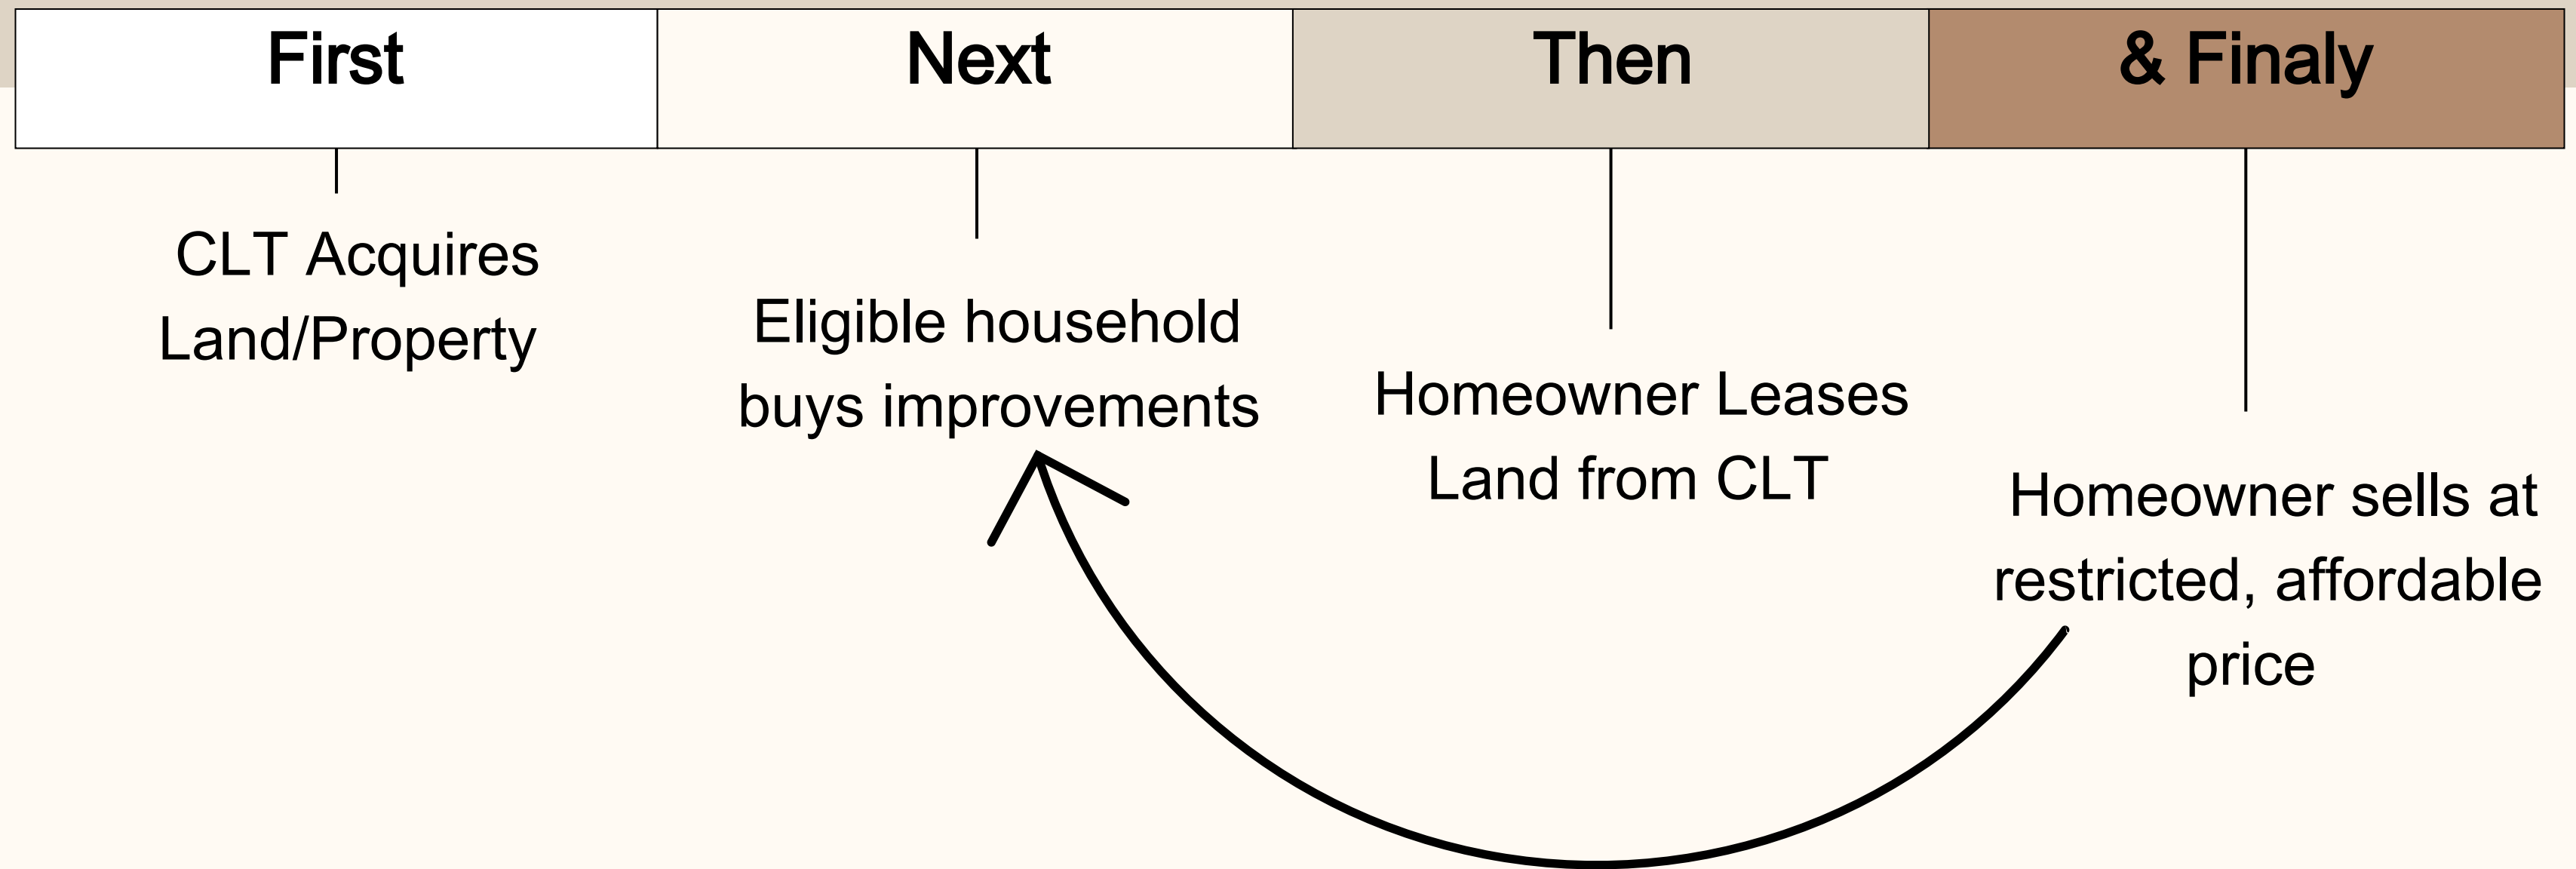 First
Next
Then
& Finaly
CLT Acquires
Land/Property
Eligible household
buys improvements
Homeowner Leases
Land from CLT
Homeowner sells at
restricted, affordable
price